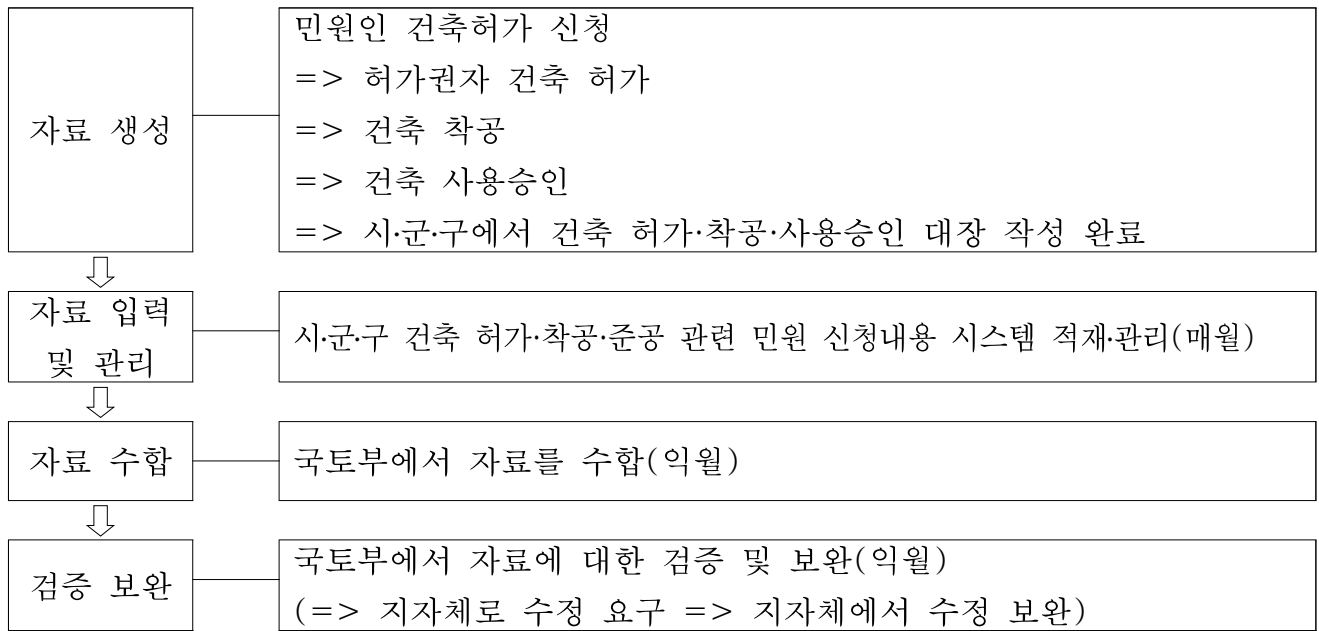 자료 생성
민원인 건축허가 신청
=> 허가권자 건축 허가
=> 건축 착공
=> 건축 사용승인
=> 시·군·구에서 건축 허가·착공·사용승인 대장 작성 완료
자료 입력
및 관리
시·군·구 건축 허가·착공·준공 관련 민원 신청내용 시스템 적재·관리(매월)
자료 수합
국토부에서 자료를 수합(익월)
검증 보완
국토부에서 자료에 대한 검증 및 보완(익월)
(=> 지자체로 수정 요구 => 지자체에서 수정 보완)